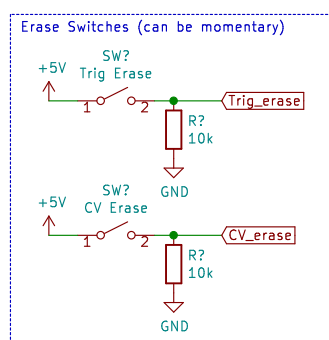 Erase Switches (can be momentary)
SW?
+5V
Trig Erase
1
2
Trig_erase
R?
10k
GND
SW?
+5V
CV Erase
1
2
CV_erase
R?
10k
GND